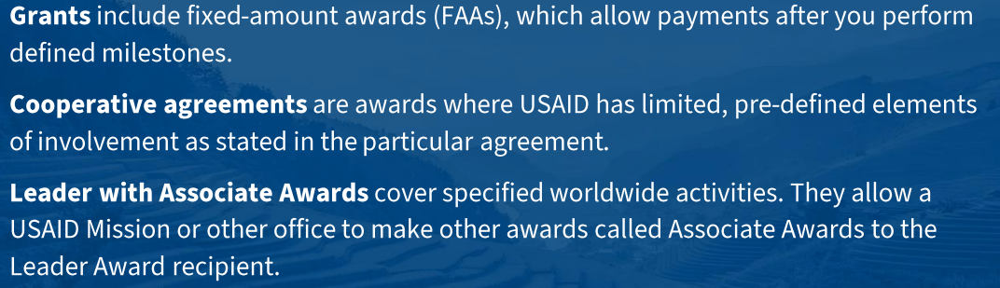 Grants include fixed-amount awards (FAAs), which allow payments after you perform
defined milestones.
Cooperative agreements are awards where USAID has limited, pre-defined elements
of involvement as stated in the particular agreement.
Leader with Associate Awards cover specified worldwide activities. They allow a
USAID Mission or other office to make other awards called Associate Awards to the
Leader Award recipient.